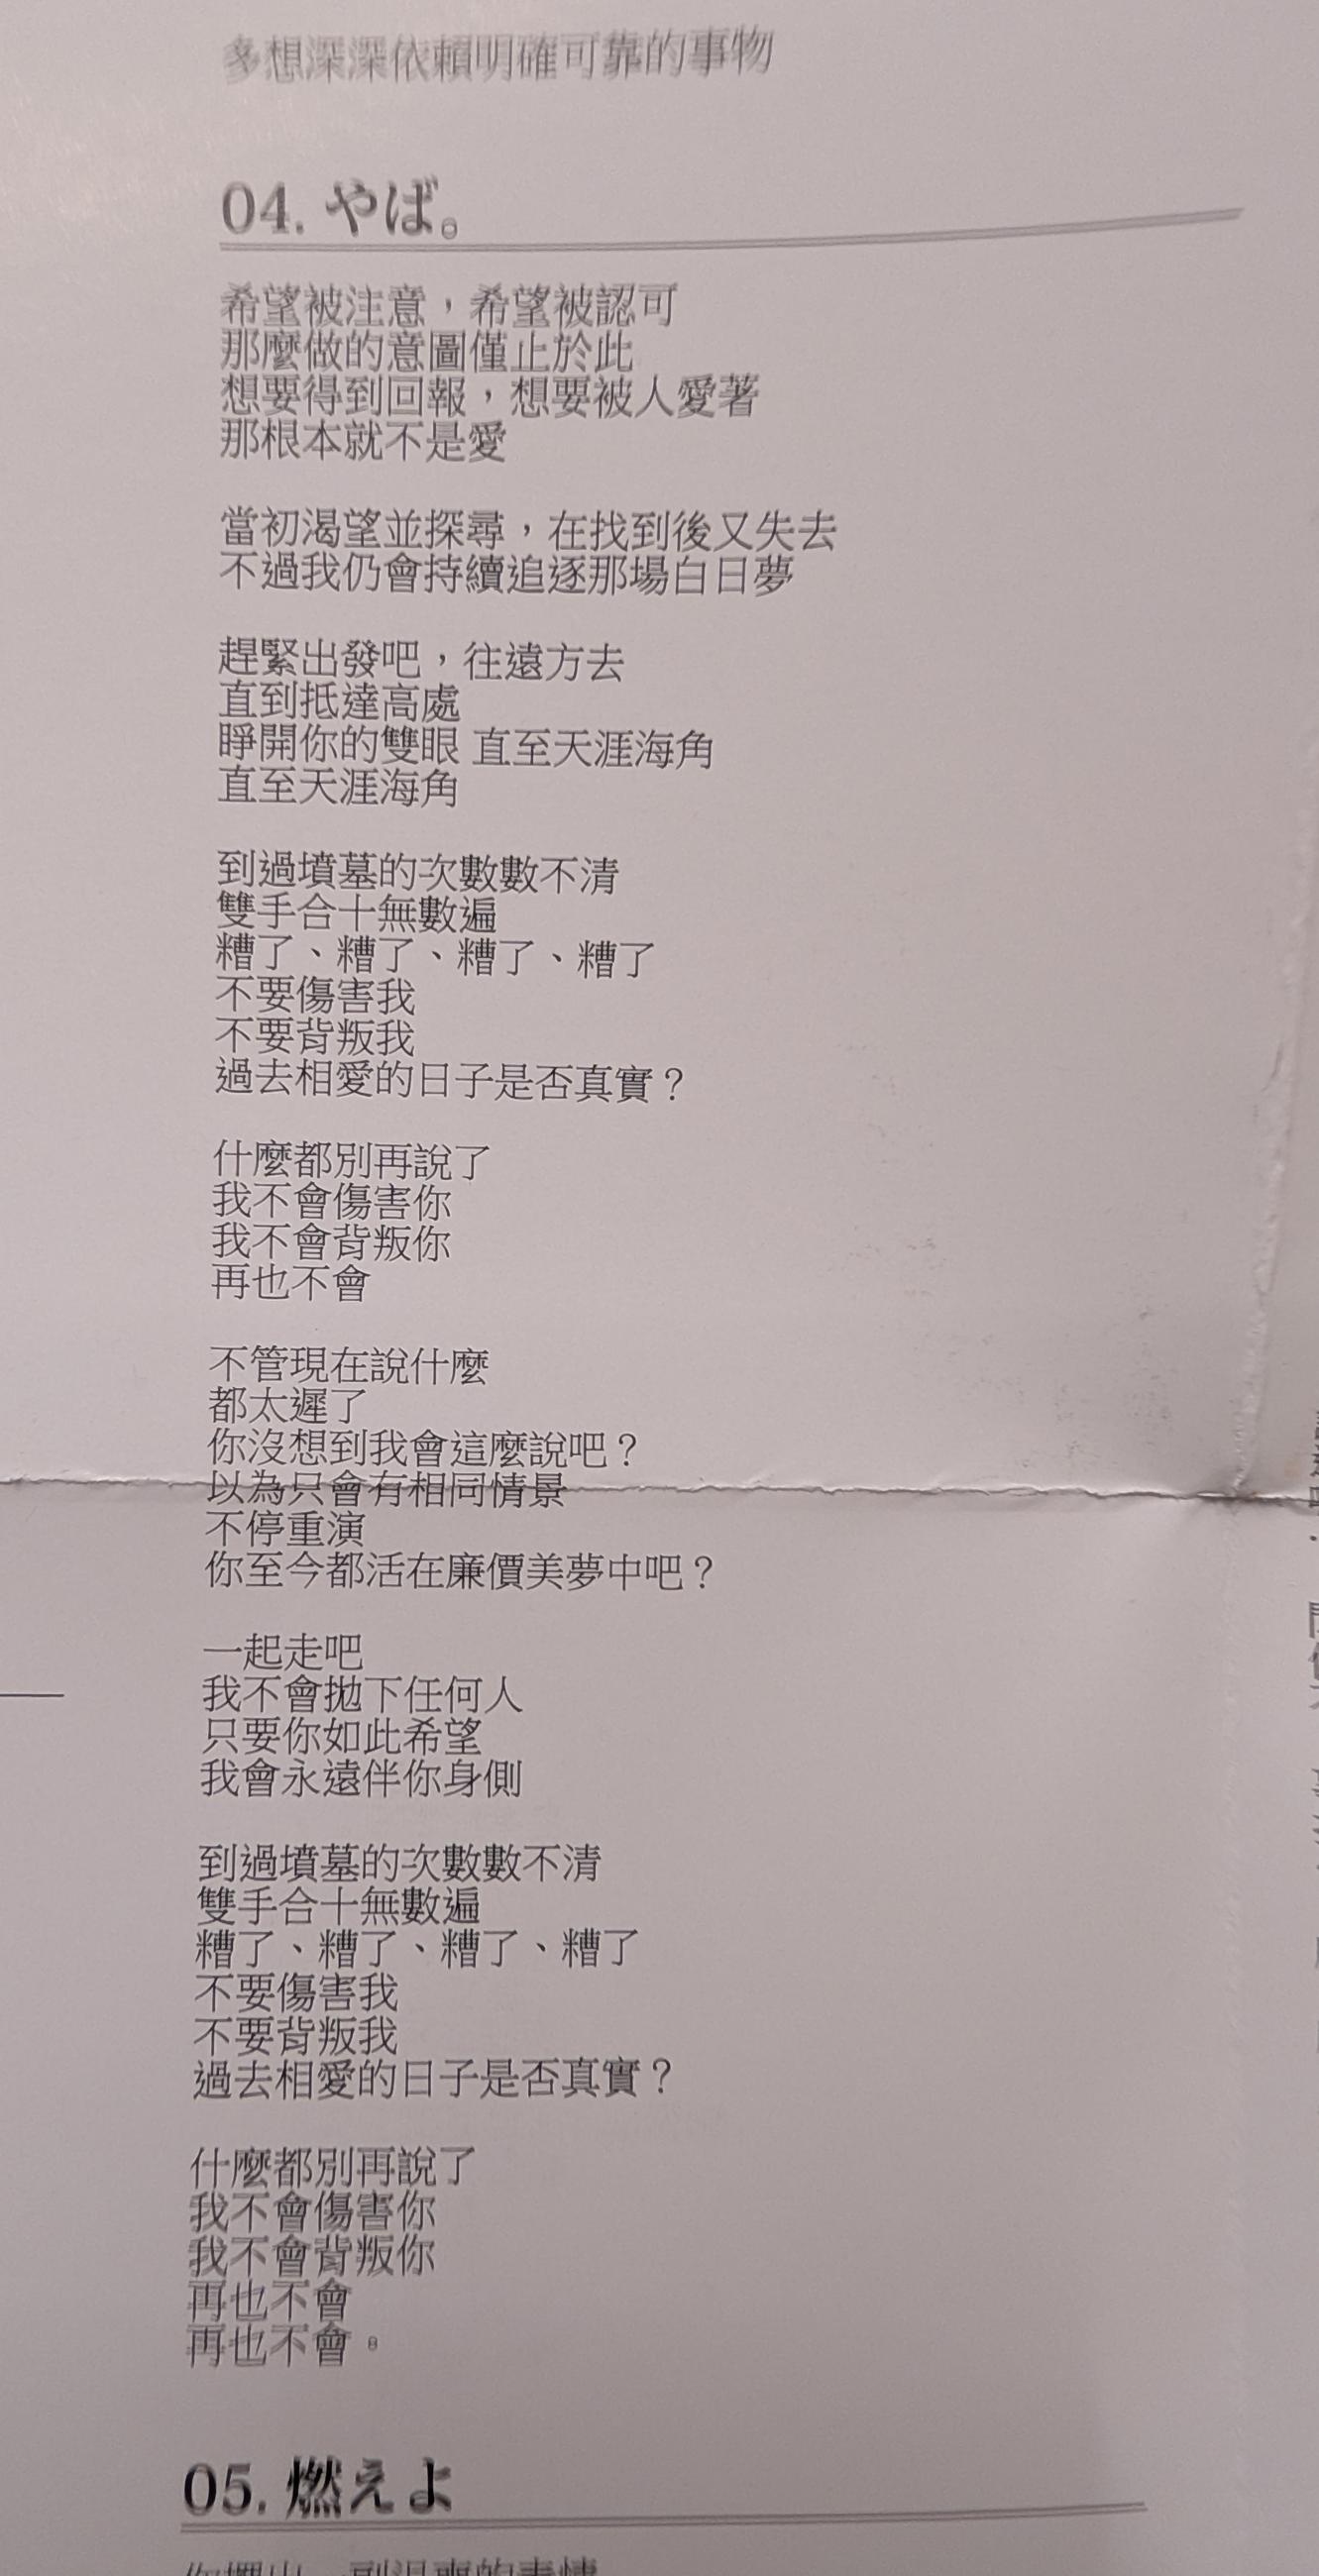 多想深深依賴明確可靠的事物
04. やば。
希望被注意，希望被認可
那麼做的意圖僅止於此
想要得到回報，想要被人愛著
那根本就不是愛
當初渴望並探尋，在找到後又失去
不過我仍會持續追逐那場白日夢
趕緊出發吧，往遠方去
直到抵達高處
睜開你的雙眼 直至天涯海角
直至天涯海角
到過墳墓的次數數不清
雙手合十無數遍
糟了、糟了、糟了、糟了
不要傷害我
不要背叛我
過去相愛的日子是否真實？
什麼都別再說了
我不會傷害你
我不會背叛你
再也不會
不管現在說什麼
都太遲了
你沒想到我會這麼說吧？
以為只會有相同情景
不停重演
你至今都活在廉價美夢中吧？
一起走吧
我不會拋下任何人
只要你如此希望
我會永遠伴你身側
到過墳墓的次數數不清
雙手合十無數遍
糟了、糟了、糟了、糟了
不要傷害我
不要背叛我
過去相愛的日子是否真實？
什麼都別再說了
我不會傷害你
我不會背叛你
再也不會
再也不會。
05. 燃えよ